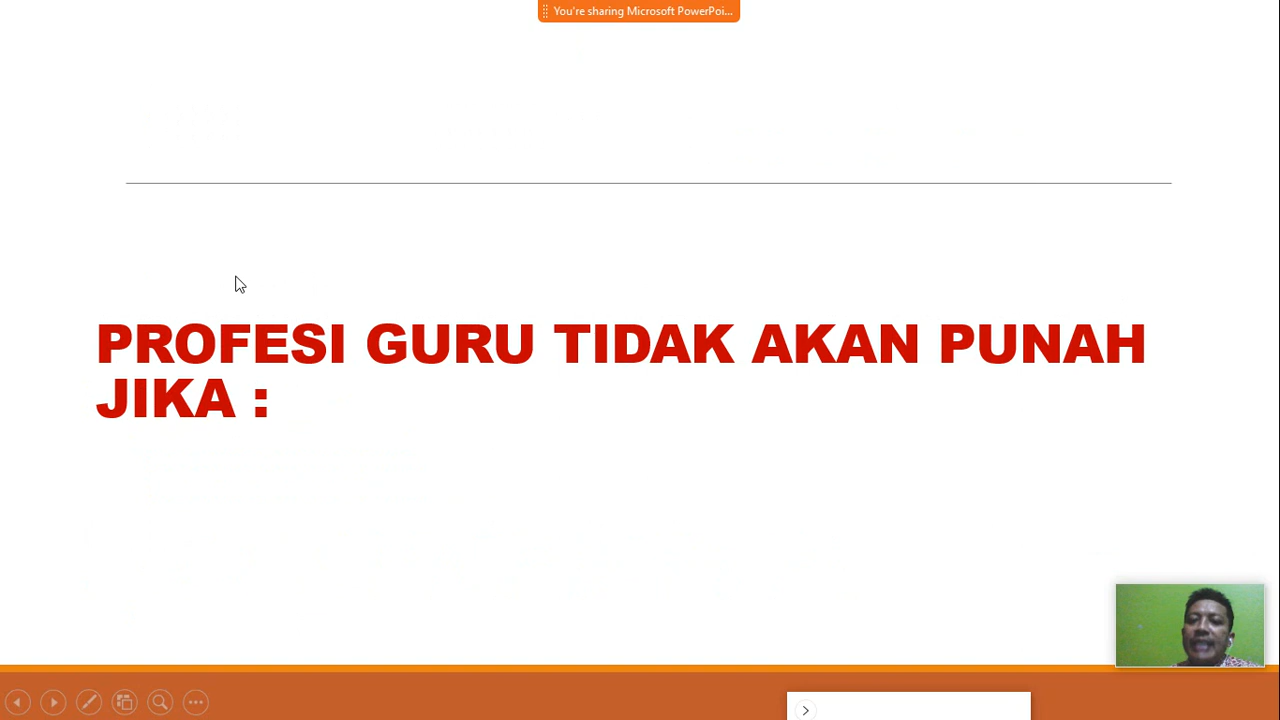 You're sharing Microsoft PowerPoi...
PROFESI GURU TIDAK AKAN PUNAH
JIKA :